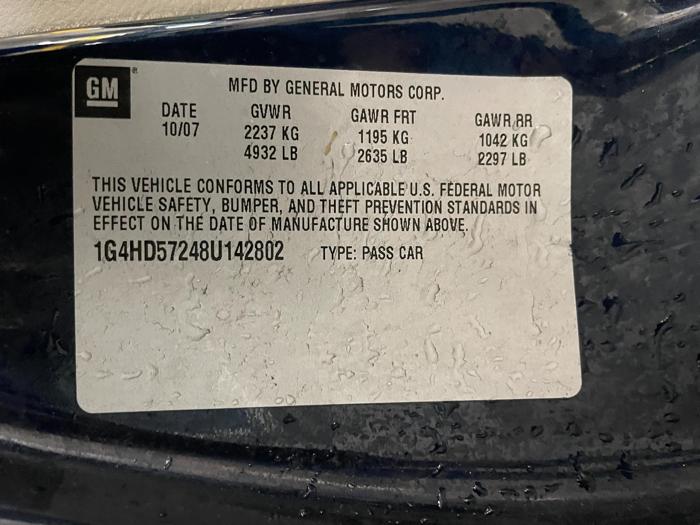 GM
MFD BY GENERAL MOTORS CORP.
DATE GVWR GAWR FRT GAWR RR
10/07 2237 KG 1195 KG 1042 KG
4932 LB 2635 LB 2297 LB
THIS VEHICLE CONFORMS TO ALL APPLICABLE U.S. FEDERAL MOTOR
VEHICLE SAFETY, BUMPER, AND THEFT PREVENTION STANDARDS IN
EFFECT ON THE DATE OF MANUFACTURE SHOWN ABOVE.
1G4HD57248U142802 TYPE: PASS CAR